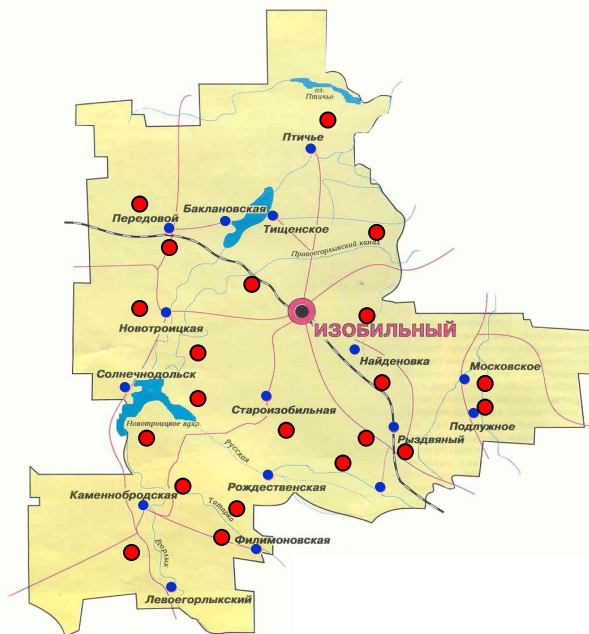 оз.
Птичье
Птичье
Баклановская
Передовой
Тищенское
Правоегорлыкский канал
Новотроицкая
ИЗОБИЛЬНЫЙ
Найденовка
Московское
Солнечнодольск
Староизобильная
Новотроицкое вдхр.
Подлужное
Рыздвяный
Русская
Рождественская
Каменнобродская
Татарка
Егорлык
Филимоновская
Левоегорлыкский